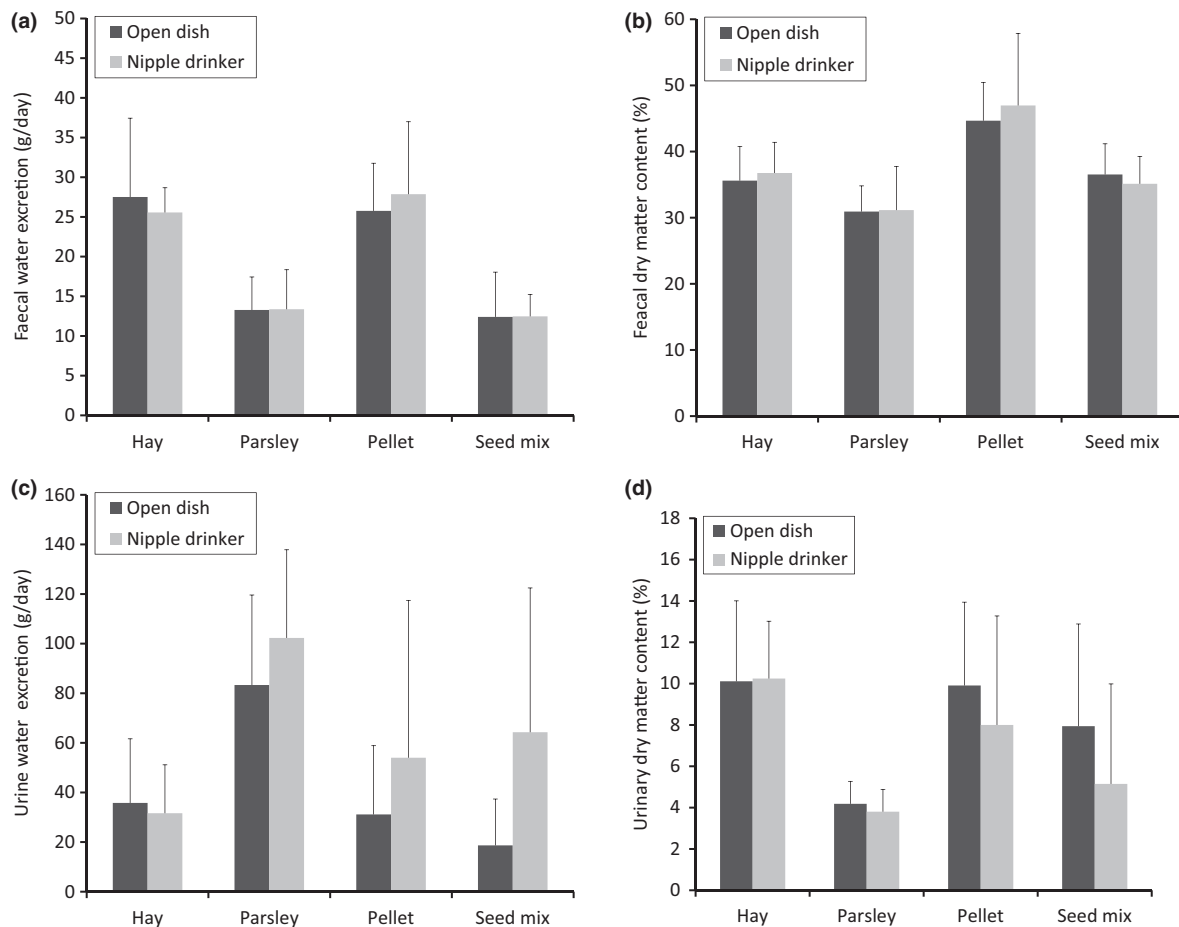 (a)
Open dish
Nipple drinker
Faecal water excretion (g/day)
50
45
40
35
30
25
20
15
10
5
0
Hay Parsley Pellet Seed mix
(b)
Open dish
Nipple drinker
Feacal dry matter content (%)
60
50
40
30
20
10
0
Hay Parsley Pellet Seed mix
(c)
Open dish
Nipple drinker
Urine water excretion (g/day)
160
140
120
100
80
60
40
20
0
Hay Parsley Pellet Seed mix
(d)
Open dish
Nipple drinker
Urinary dry matter content (%)
18
16
14
12
10
8
6
4
2
0
Hay Parsley Pellet Seed mix